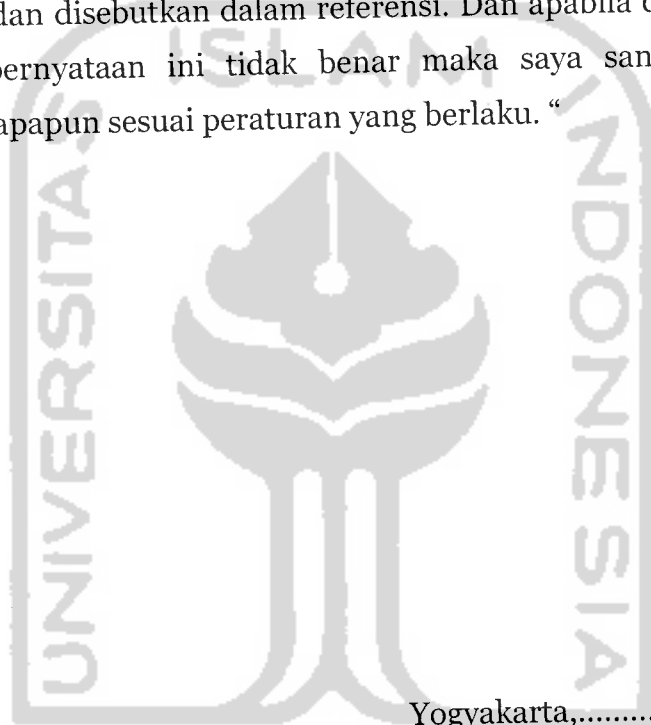 dan disebutkan dalam referensi. Dan apabila
pernyataan ini tidak benar maka saya
apapun sesuai peraturan yang berlaku. “
ISLAM
UNIVERSITAS
INDONESIA
Yogyakarta,.........